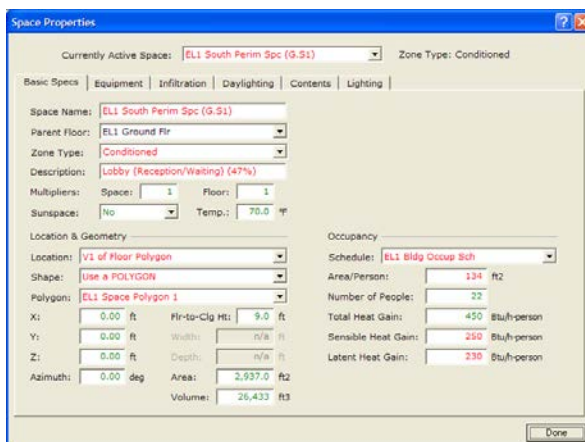 Space Properties
Currently Active Space: EL1 South Perim Spc (G.S1) Zone Type: Conditioned
Basic Specs Equipment Infiltration Daylighting Contents Lighting
Space Name: EL1 South Perim Spc (G.S1)
Parent Floor: EL1 Ground Flr
Zone Type: Conditioned
Description: Lobby (Reception/Waiting) (47%)
Multipliers: Space: 1 Floor: 1
Sunspace: No Temp.: 70.0 °F
Location & Geometry
Location: V1 of Floor Polygon
Shape: Use a POLYGON
Polygon: EL1 Space Polygon 1
X: 0.00 ft Flr-to-Clg Ht: 9.0 ft
Y: 0.00 ft Width: n/a ft
Z: 0.00 ft Depth: n/a ft
Azimuth: 0.00 deg Area: 2,937.0 ft2
Volume: 26,433 ft3
Occupancy
Schedule: EL1 Bldg Occup Sch
Area/Person: 134 ft2
Number of People: 22
Total Heat Gain: 450 Btu/h-person
Sensible Heat Gain: 250 Btu/h-person
Latent Heat Gain: 230 Btu/h-person
Done